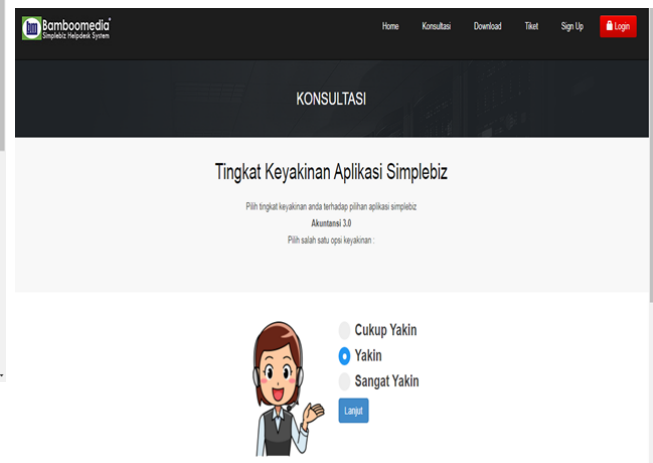 bm Bamboomedia
Simplebiz Helpdesk System
Home Konsultasi Download Tiket Sign Up Login
KONSULTASI
Tingkat Keyakinan Aplikasi Simplebiz
Pilih tingkat keyakinan anda terhadap pilihan aplikasi simplebiz
Akuntansi 3.0
Pilih salah satu opsi keyakinan :
Cukup Yakin
Yakin
Sangat Yakin
Lanjut